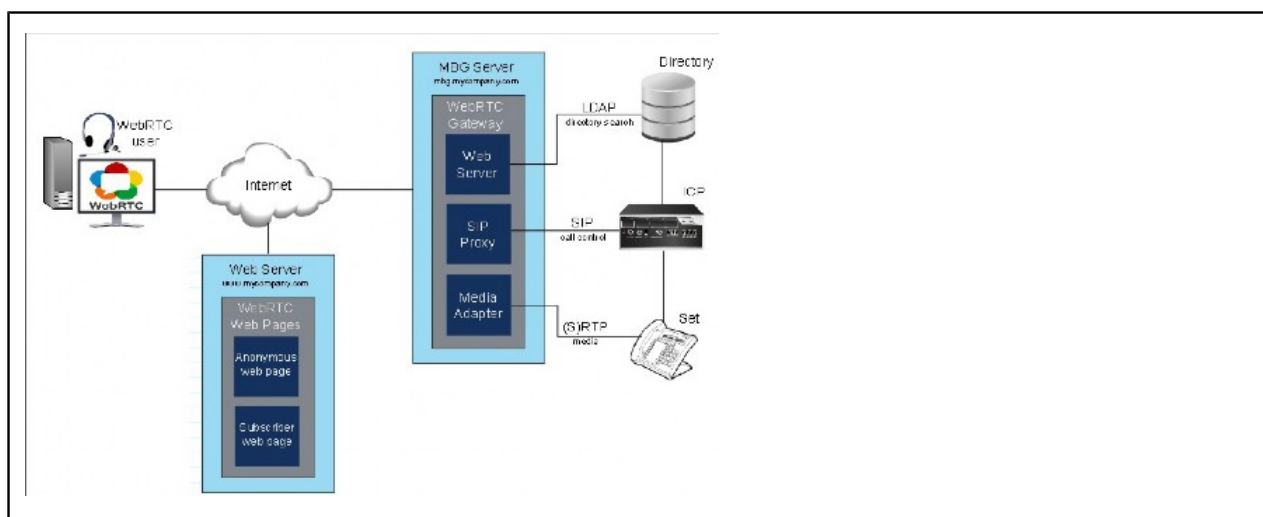 WebRTC
user
WebRTC
Internet
Web Server
www.mycompany.com
WebRTC
Web Pages
Anonymous
web page
Subscriber
web page
MBG Server
mbg.mycompany.com
WebRTC
Gateway
Web
Server
SIP
Proxy
Media
Adapter
LDAP
directory search
SIP
call control
(S)RTP
media
Directory
ICP
Set